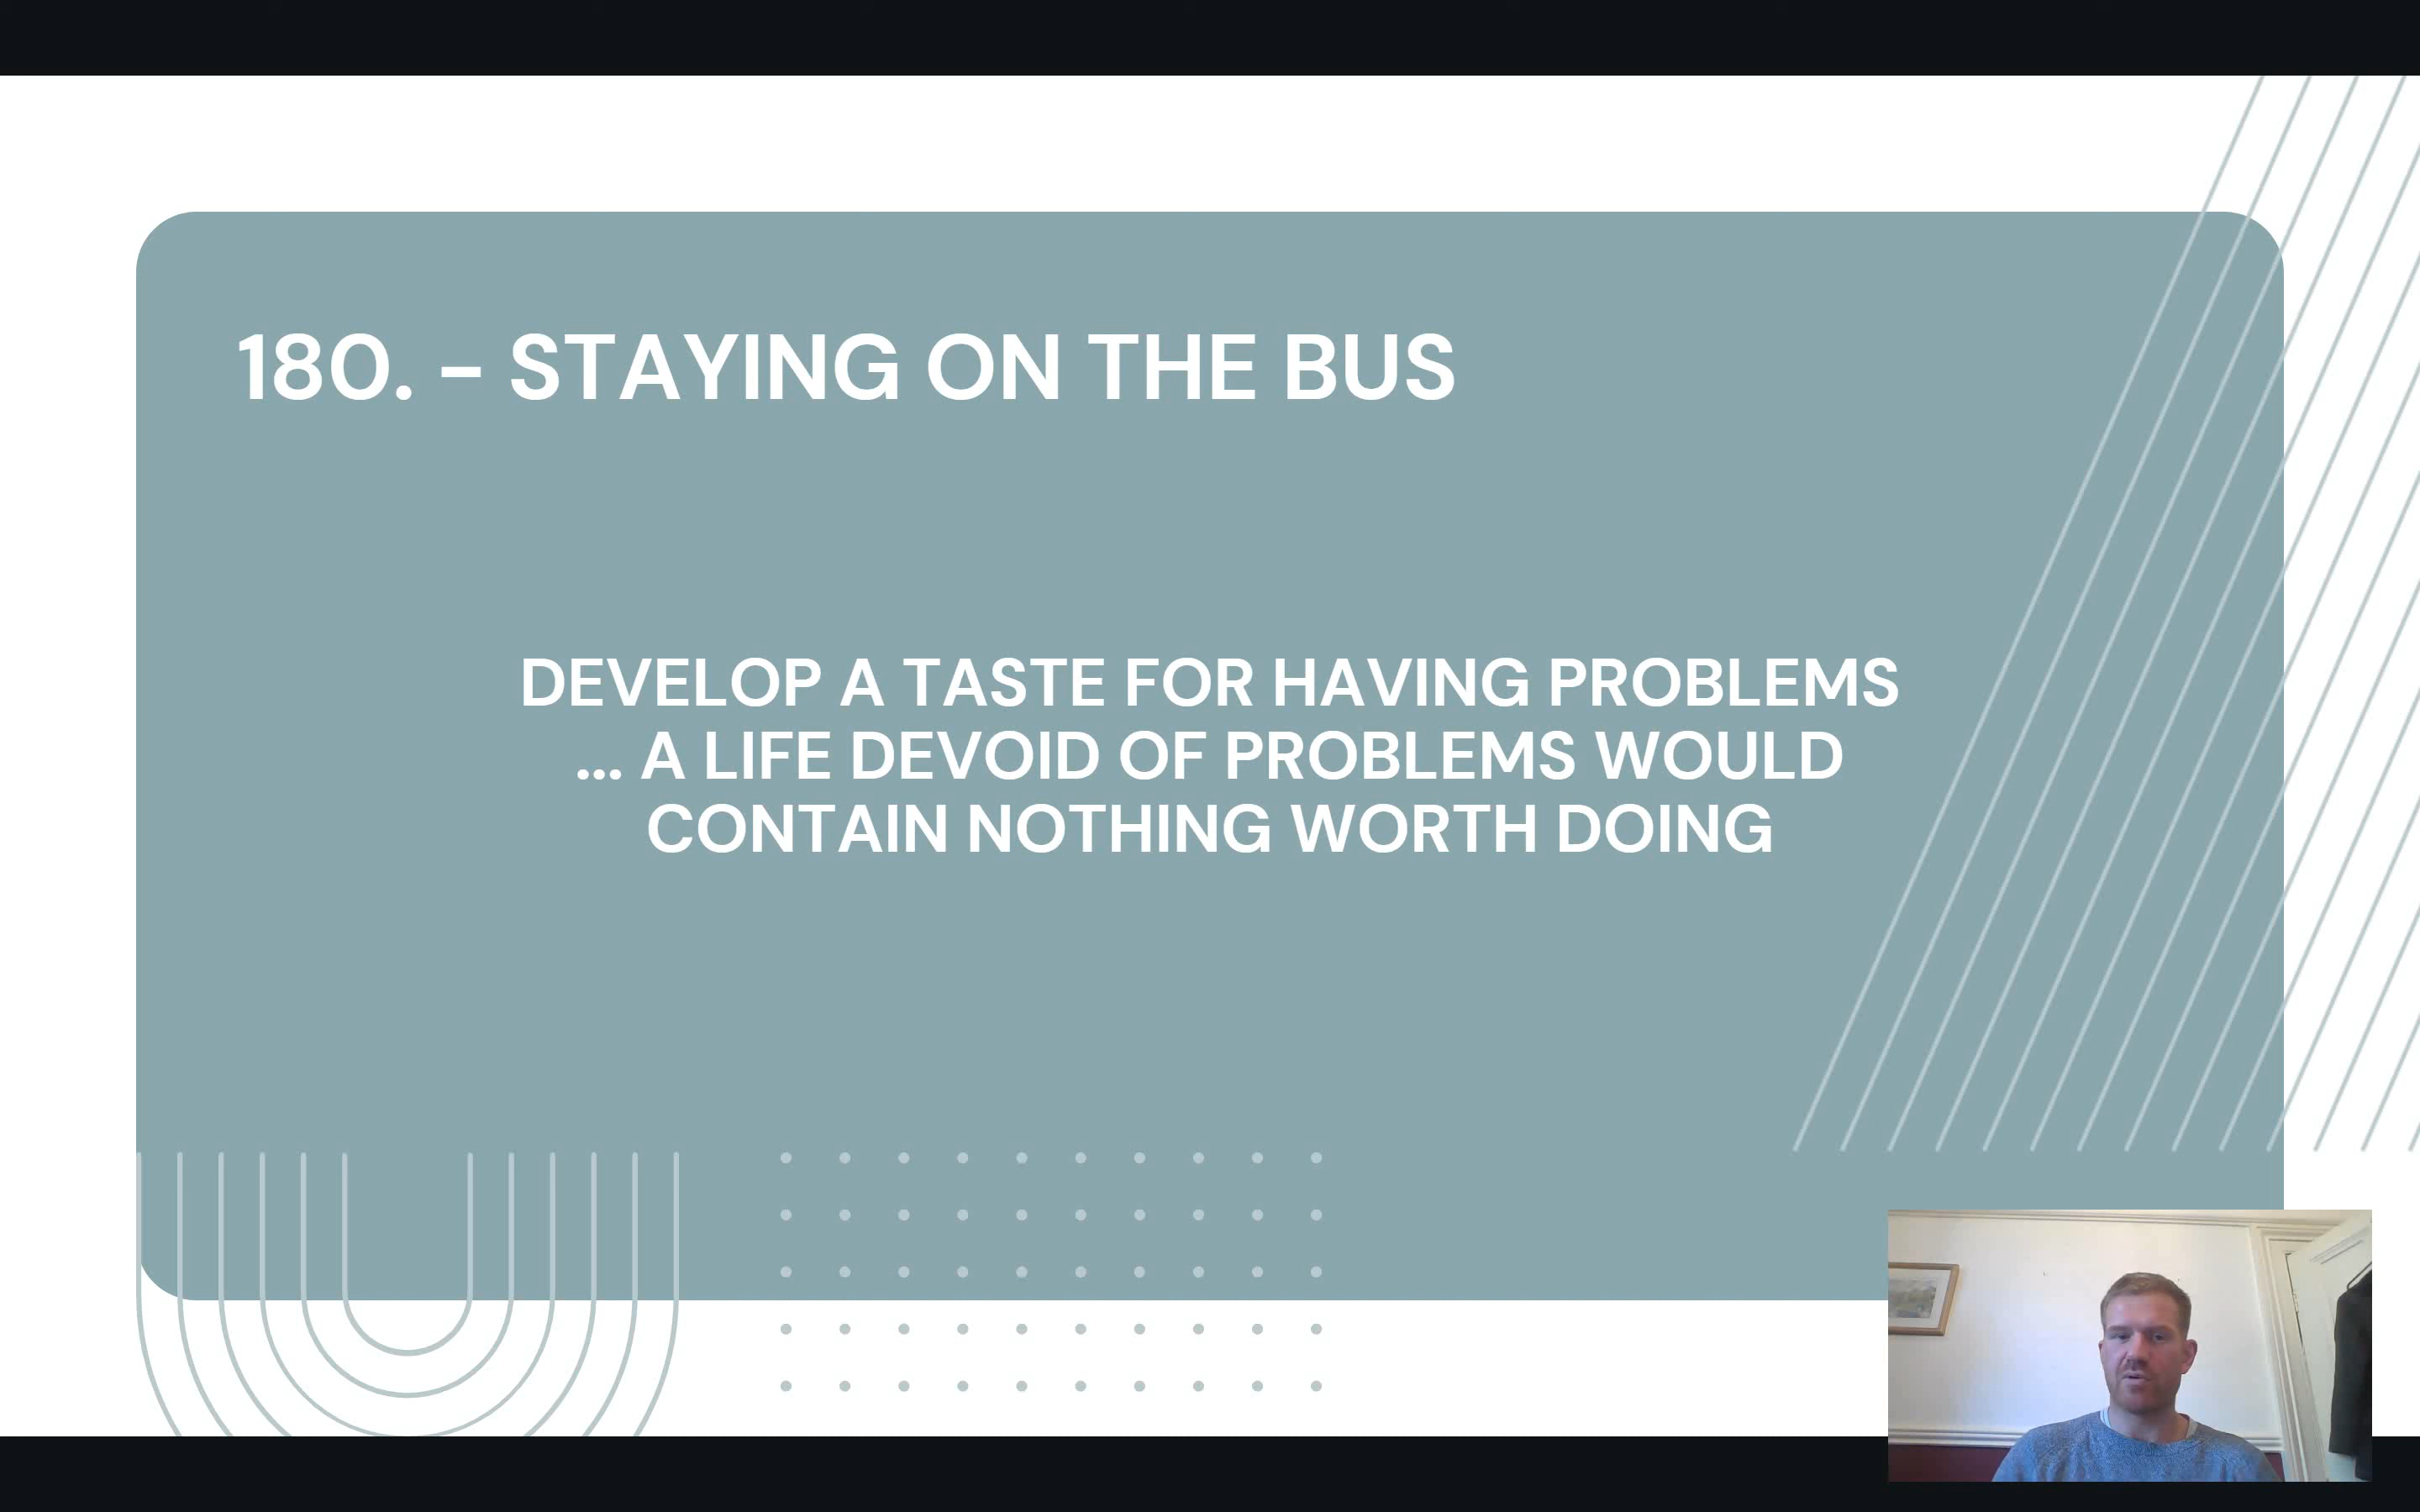 180. – STAYING ON THE BUS
DEVELOP A TASTE FOR HAVING PROBLEMS
... A LIFE DEVOID OF PROBLEMS WOULD
CONTAIN NOTHING WORTH DOING